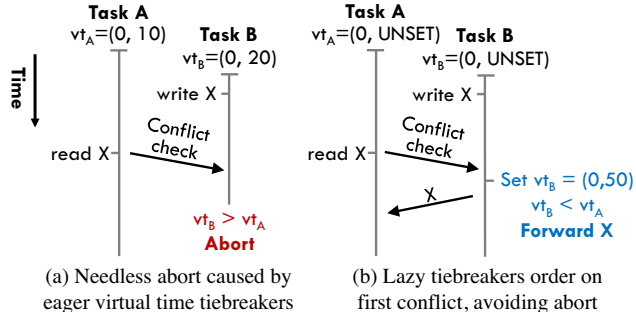 Time
Task A
vtA=(0, 10)
Task B
vtB=(0, 20)
write X
Conflict
check
read X
vtB > vtA
Abort
(a) Needless abort caused by
eager virtual time tiebreakers
Task A
vtA=(0, UNSET)
Task B
vtB=(0, UNSET)
write X
Conflict
check
read X
Set vtB = (0,50)
X
vtB < vtA
Forward X
(b) Lazy tiebreakers order on
first conflict, avoiding abort